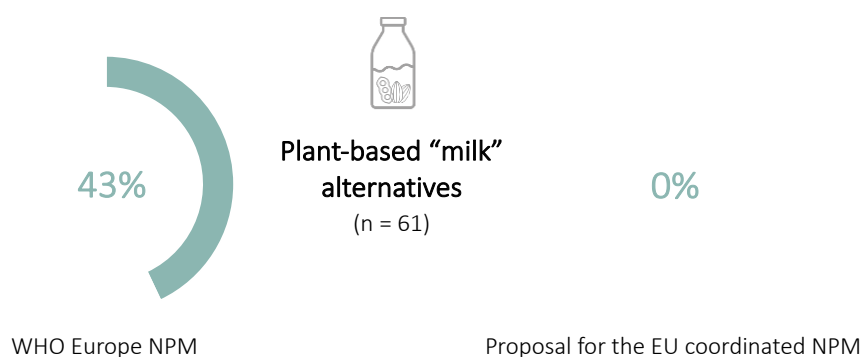 43%
Plant-based “milk”
alternatives
(n = 61)
0%
WHO Europe NPM
Proposal for the EU coordinated NPM